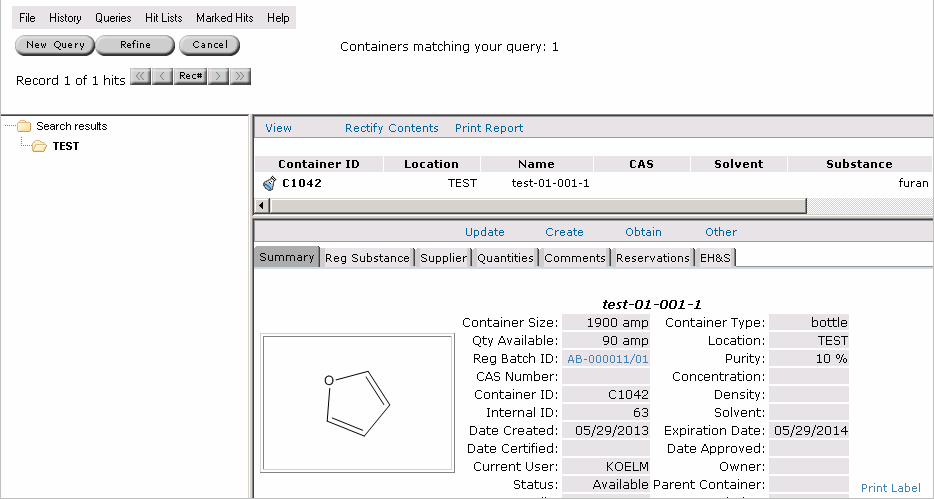 File History Queries Hit Lists Marked Hits Help
New Query Refine Cancel
Containers matching your query: 1
Record 1 of 1 hits « ‹ Rec# › »
Search results
TEST
View Rectify Contents Print Report
Container ID Location Name CAS Solvent Substance
C1042 TEST test-01-001-1 furan
Update Create Obtain Other
Summary Reg Substance Supplier Quantities Comments Reservations EH&S
test-01-001-1
Container Size: 1900 amp Container Type: bottle
Qty Available: 90 amp Location: TEST
Reg Batch ID: AB-000011/01 Purity: 10 %
CAS Number: Concentration:
Container ID: C1042 Density:
Internal ID: 63 Solvent:
Date Created: 05/29/2013 Expiration Date: 05/29/2014
Date Certified: Date Approved:
Current User: KOELM Owner:
Status: Available Parent Container:
O
Print Label